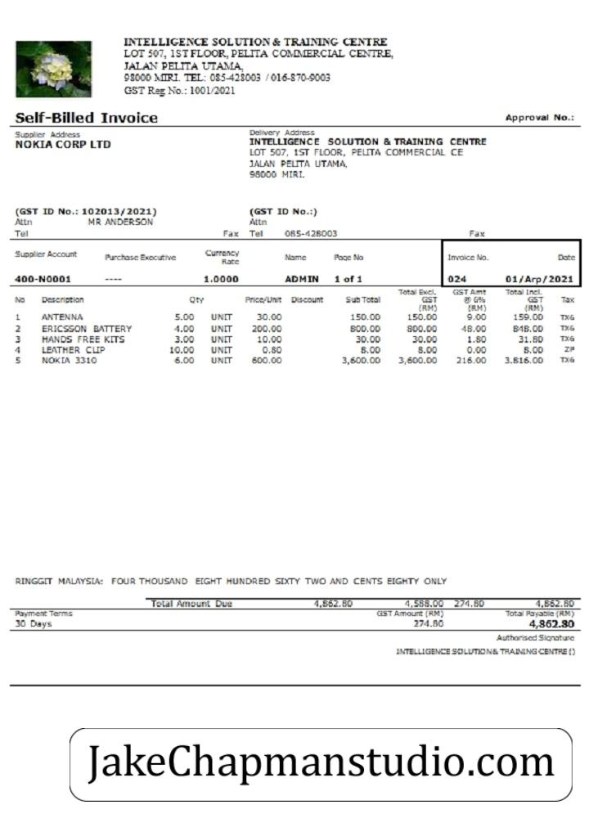 INTELLIGENCE SOLUTION & TRAINING CENTRE
LOT 507, 1ST FLOOR, PELITA COMMERCIAL CENTRE,
JALAN PELITA UTAMA,
98000 MIRI. TEL: 085-428003 / 016-870-9003
GST Reg No.: 1001/2021
Self-Billed Invoice Approval No.:
Supplier Address Delivery Address
NOKIA CORP LTD INTELLIGENCE SOLUTION & TRAINING CENTRE
LOT 507, 1ST FLOOR, PELITA COMMERCIAL CE
JALAN PELITA UTAMA,
98000 MIRI.
(GST ID No.: 102013/2021) (GST ID No.:)
Attn MR ANDERSON Attn
Tel Fax Tel 085-428003 Fax
Supplier Account Purchase Executive Currency Rate Name Page No Invoice No. Date
400-N0001 ---- 1.0000 ADMIN 1 of 1 024 01/Arp/2021
No Description Qty Price/Unit Discount Sub Total Total Excl. GST (RM) GST Amt @ 6% (RM) Total Incl. GST (RM) Tax
1 ANTENNA 5.00 UNIT 30.00 150.00 150.00 9.00 159.00 TX6
2 ERICSSON BATTERY 4.00 UNIT 200.00 800.00 800.00 48.00 848.00 TX6
3 HANDS FREE KITS 3.00 UNIT 10.00 30.00 30.00 1.80 31.80 TX6
4 LEATHER CLIP 10.00 UNIT 0.80 8.00 8.00 0.00 8.00 ZP
5 NOKIA 3310 6.00 UNIT 600.00 3,600.00 3,600.00 216.00 3,816.00 TX6
RINGGIT MALAYSIA: FOUR THOUSAND EIGHT HUNDRED SIXTY TWO AND CENTS EIGHTY ONLY
Total Amount Due 4,862.80 4,588.00 274.80 4,862.80
Payment Terms GST Amount (RM) Total Payable (RM)
30 Days 274.80 4,862.80
Authorised Signature
INTELLIGENCE SOLUTION & TRAINING CENTRE ()
JakeChapmanstudio.com